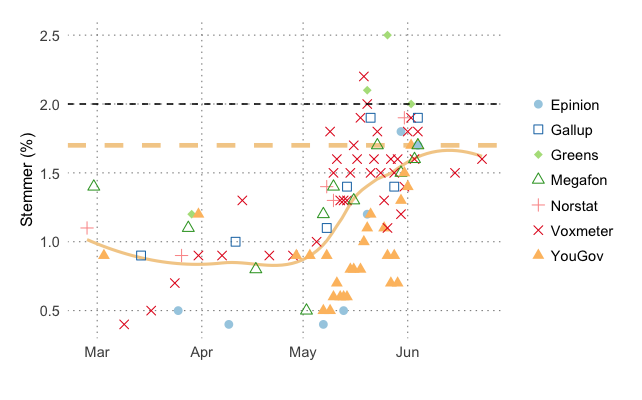 Stemmer (%)
2.5
2.0
1.5
1.0
0.5
Mar Apr May Jun
Epinion
Gallup
Greens
Megafon
Norstat
Voxmeter
YouGov